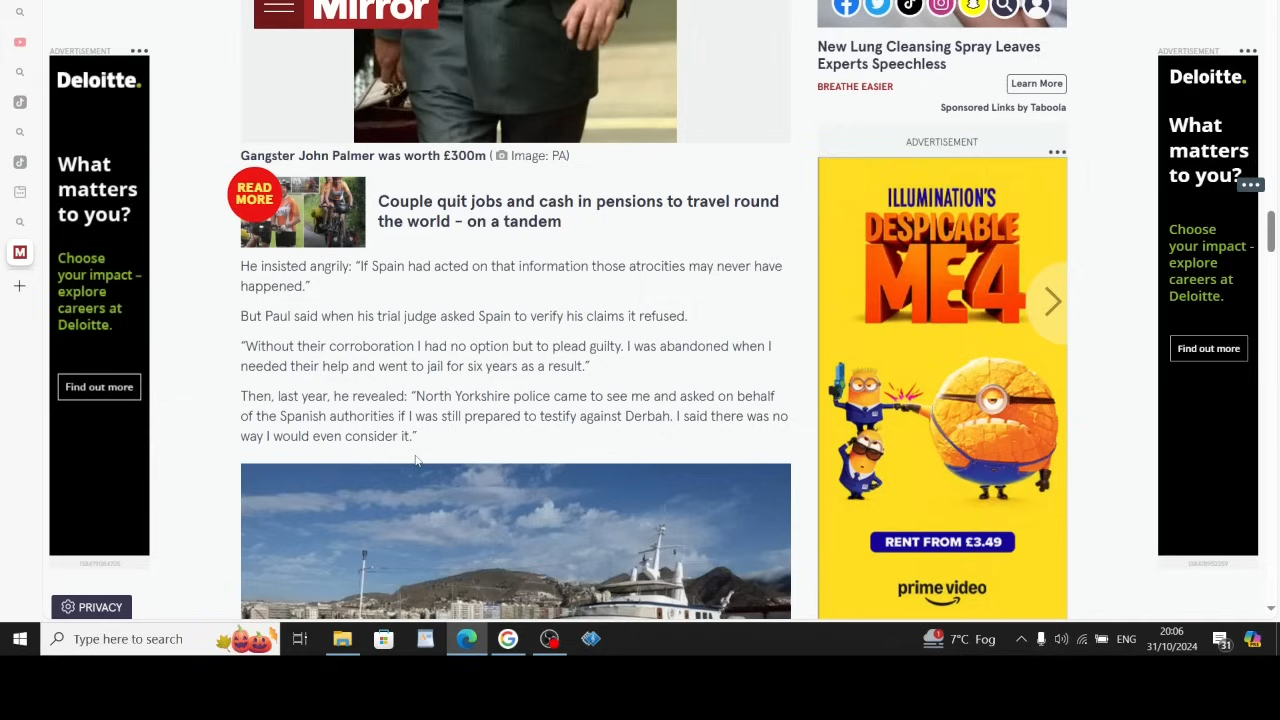 Mirror
ADVERTISEMENT
Deloitte.
What
matters
to you?
Choose
your impact –
explore
careers at
Deloitte.
Find out more
PRIVACY
Gangster John Palmer was worth £300m ( Image: PA)
READ
MORE
Couple quit jobs and cash in pensions to travel round
the world - on a tandem
He insisted angrily: “If Spain had acted on that information those atrocities may never have
happened.”
But Paul said when his trial judge asked Spain to verify his claims it refused.
“Without their corroboration I had no option but to plead guilty. I was abandoned when I
needed their help and went to jail for six years as a result.”
Then, last year, he revealed: “North Yorkshire police came to see me and asked on behalf
of the Spanish authorities if I was still prepared to testify against Derbah. I said there was no
way I would even consider it.”
New Lung Cleansing Spray Leaves
Experts Speechless
BREATHE EASIER
Learn More
Sponsored Links by Taboola
ADVERTISEMENT
ILLUMINATION'S
DESPICABLE
ME4
RENT FROM £3.49
prime video
ADVERTISEMENT
Deloitte.
What
matters
to you?
Choose
your impact -
explore
careers at
Deloitte.
Find out more
Type here to search
7°C Fog
ENG
20:06
31/10/2024
31